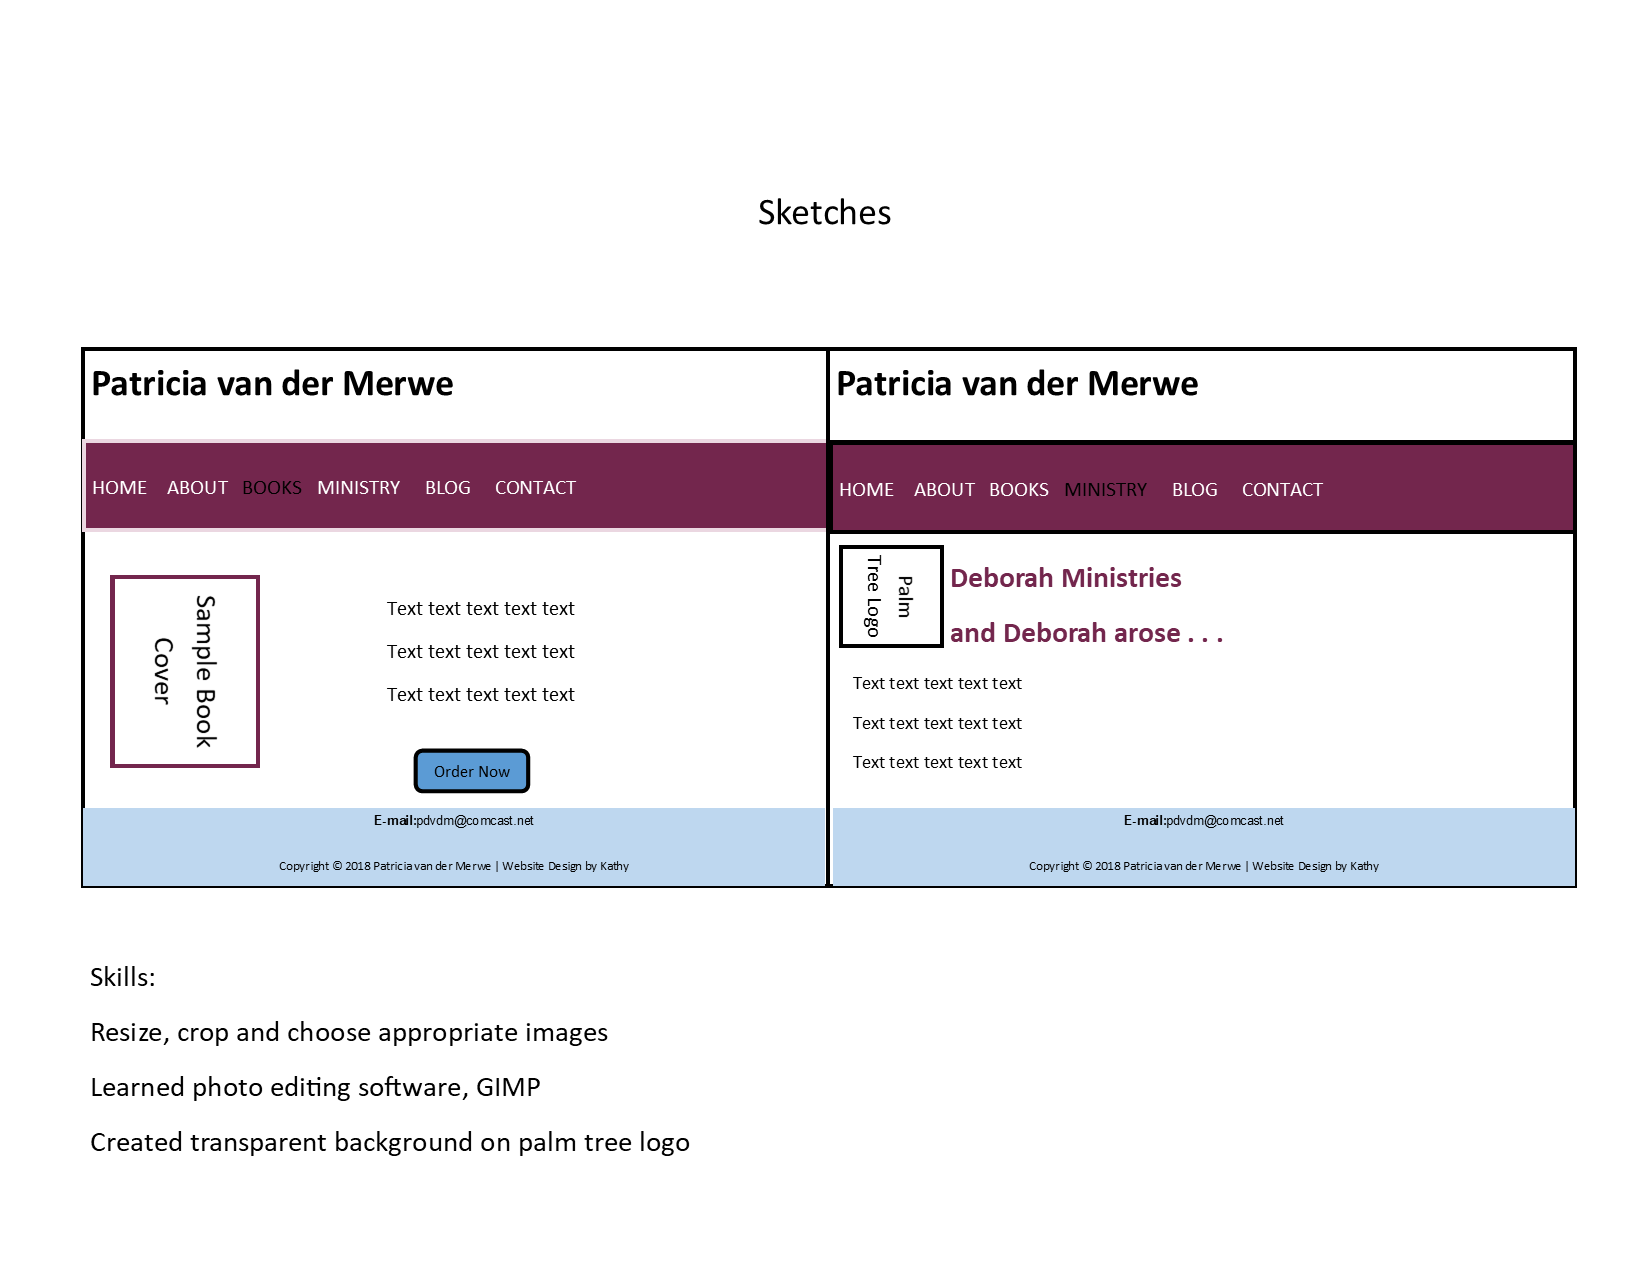 Sketches
Patricia van der Merwe
HOME ABOUT BOOKS MINISTRY BLOG CONTACT
Sample Book
Cover
Text text text text text
Text text text text text
Text text text text text
Order Now
E-mail:pdvdm@comcast.net
Copyright © 2018 Patricia van der Merwe | Website Design by Kathy
Patricia van der Merwe
HOME ABOUT BOOKS MINISTRY BLOG CONTACT
Palm
Tree Logo
Deborah Ministries
and Deborah arose . . .
Text text text text text
Text text text text text
Text text text text text
E-mail:pdvdm@comcast.net
Copyright © 2018 Patricia van der Merwe | Website Design by Kathy
Skills:
Resize, crop and choose appropriate images
Learned photo editing software, GIMP
Created transparent background on palm tree logo